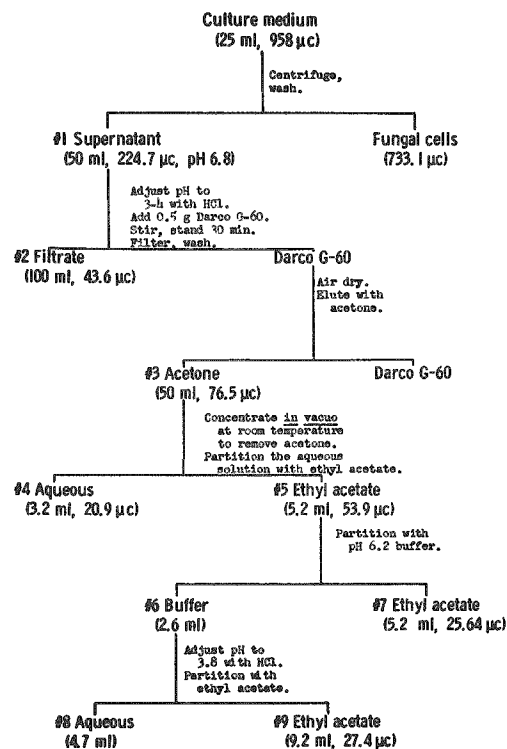 Culture medium
(25 ml, 958 µc)
Centrifuge,
wash.
#1 Supernatant
(50 ml, 224.7 µc, pH 6.8)
Fungal cells
(733.1 µc)
Adjust pH to
3-4 with HCl.
Add 0.5 g Darco G-60.
Stir, stand 30 min.
Filter, wash.
#2 Filtrate
(100 ml, 43.6 µc)
Darco G-60
Air dry.
Elute with
acetone.
#3 Acetone
(50 ml, 76.5 µc)
Darco G-60
Concentrate in vacuo
at room temperature
to remove acetone.
Partition the aqueous
solution with ethyl acetate.
#4 Aqueous
(3.2 ml, 20.9 µc)
#5 Ethyl acetate
(5.2 ml, 53.9 µc)
Partition with
pH 6.2 buffer.
#6 Buffer
(2.6 ml)
#7 Ethyl acetate
(5.2 ml, 25.64 µc)
Adjust pH to
3.8 with HCl.
Partition with
ethyl acetate.
#8 Aqueous
(4.7 ml)
#9 Ethyl acetate
(9.2 ml, 27.4 µc)